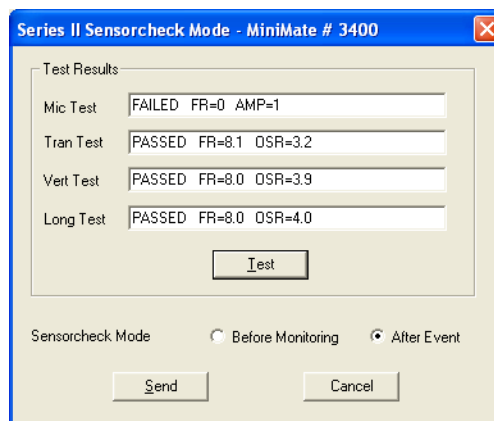 Series II Sensorcheck Mode - MiniMate # 3400
Test Results
Mic Test FAILED FR=0 AMP=1
Tran Test PASSED FR=8.1 OSR=3.2
Vert Test PASSED FR=8.0 OSR=3.9
Long Test PASSED FR=8.0 OSR=4.0
Test
Sensorcheck Mode Before Monitoring After Event
Send Cancel